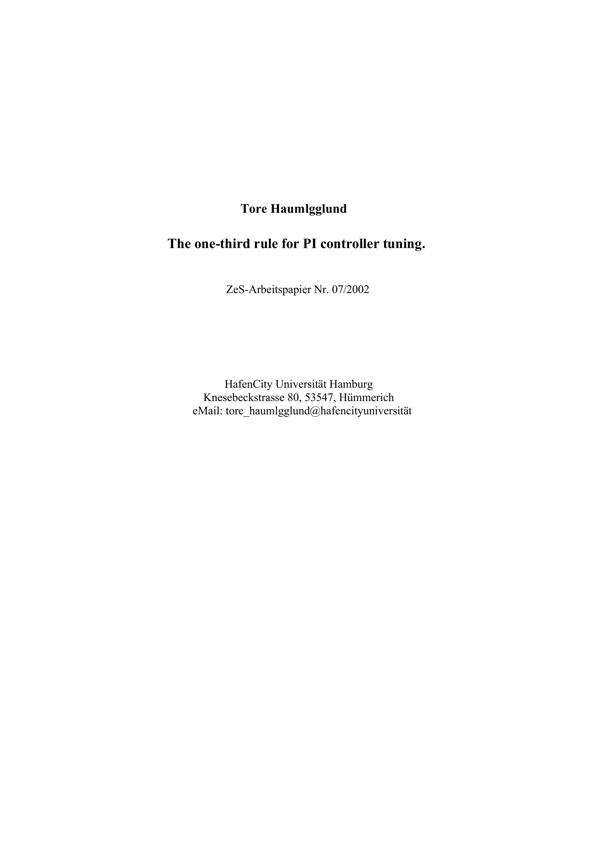 Tore Haumlgglund
The one-third rule for PI controller tuning.
ZeS-Arbeitspapier Nr. 07/2002
HafenCity Universität Hamburg
Knesebeckstrasse 80, 53547, Hümmerich
eMail: tore_haumlgglund@hafencityuniversität